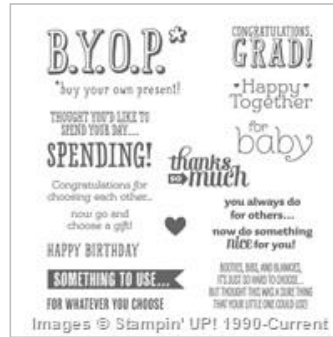 B.Y.O.P.*
*buy your own present!
THOUGHT YOU'D LIKE TO
SPEND YOUR DAY....
SPENDING!
Congratulations for
choosing each other...
now go and
choose a gift!
HAPPY BIRTHDAY
SOMETHING TO USE...
FOR WHATEVER YOU CHOOSE
CONGRATULATIONS,
GRAD!
Happy
Together
for
baby
thanks
SO much
you always do
for others...
now do something
NICE for you!
BOOTIES, BIBS, AND BLANKIES,
IT'S JUST SO HARD TO CHOOSE...
BUT THOUGHT THIS WAS A SURE THING
THAT YOUR LITTLE ONE COULD USE!
Images © Stampin' UP! 1990-Current